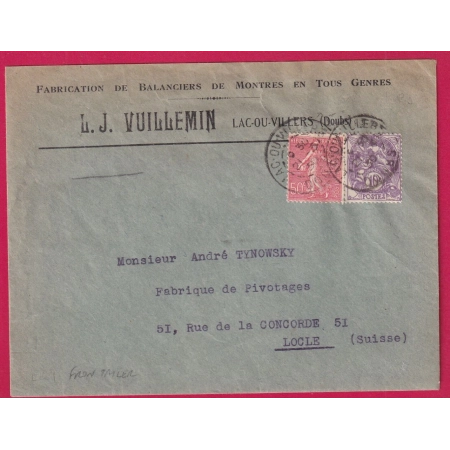 FABRICATION DE BALANCIERS DE MONTRES EN TOUS GENRES
L. J. VUILLEMIN LAC-OU-VILLERS (Doubs)
Monsieur André TYNOWSKY
Fabrique de Pivotages
51, Rue de la CONCORDE 51
LOCLE (Suisse)